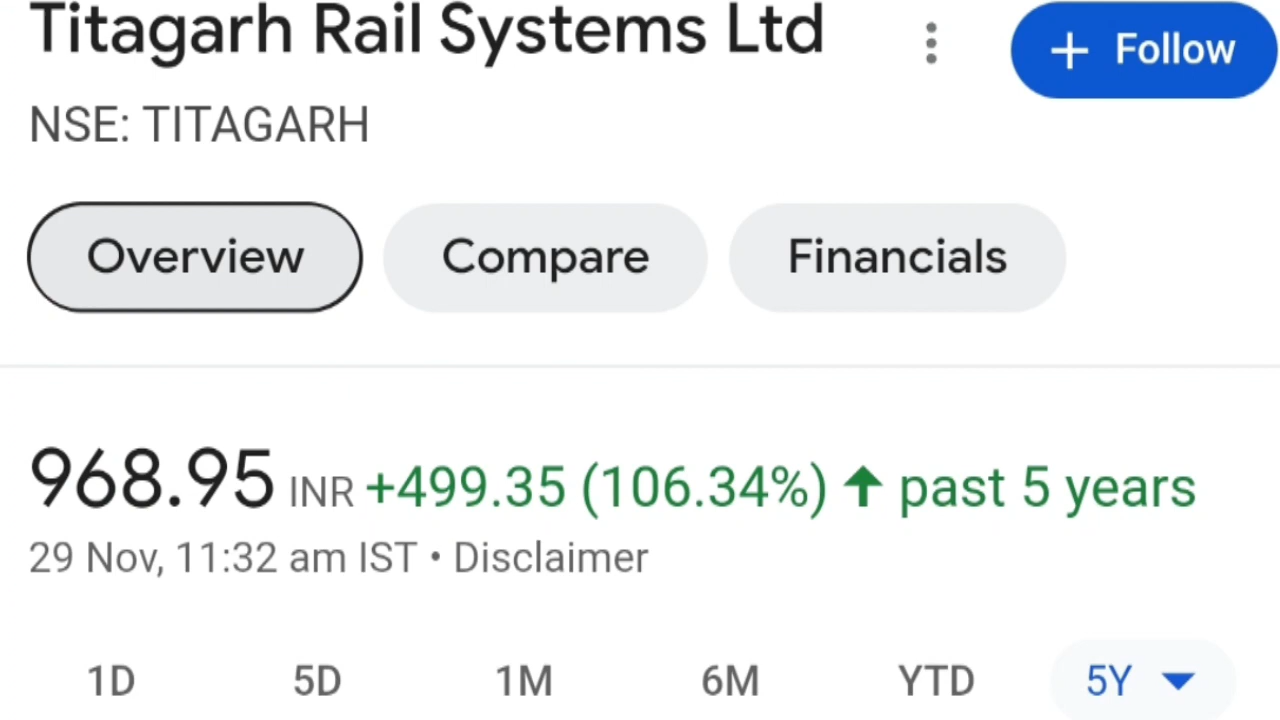 Titagarh Rail Systems Ltd
+ Follow
NSE: TITAGARH
Overview Compare Financials
968.95 INR +499.35 (106.34%) ↑ past 5 years
29 Nov, 11:32 am IST • Disclaimer
1D 5D 1M 6M YTD 5Y